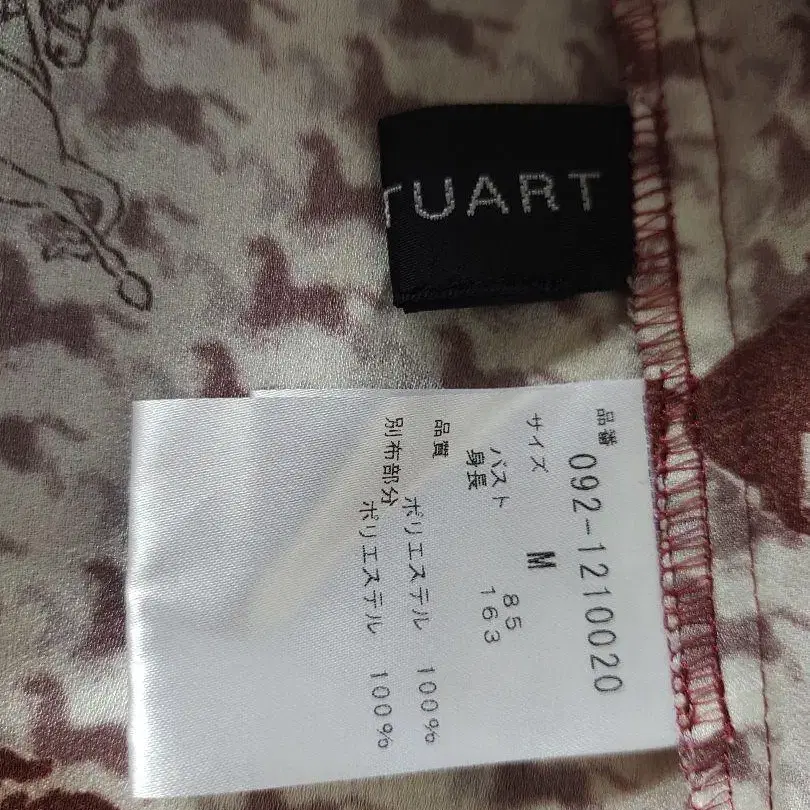 TUART
品番 092-1210020
サイズ M
バスト 85
身長 163
品質 ポリエステル 100%
別布部分 ポリエステル 100%